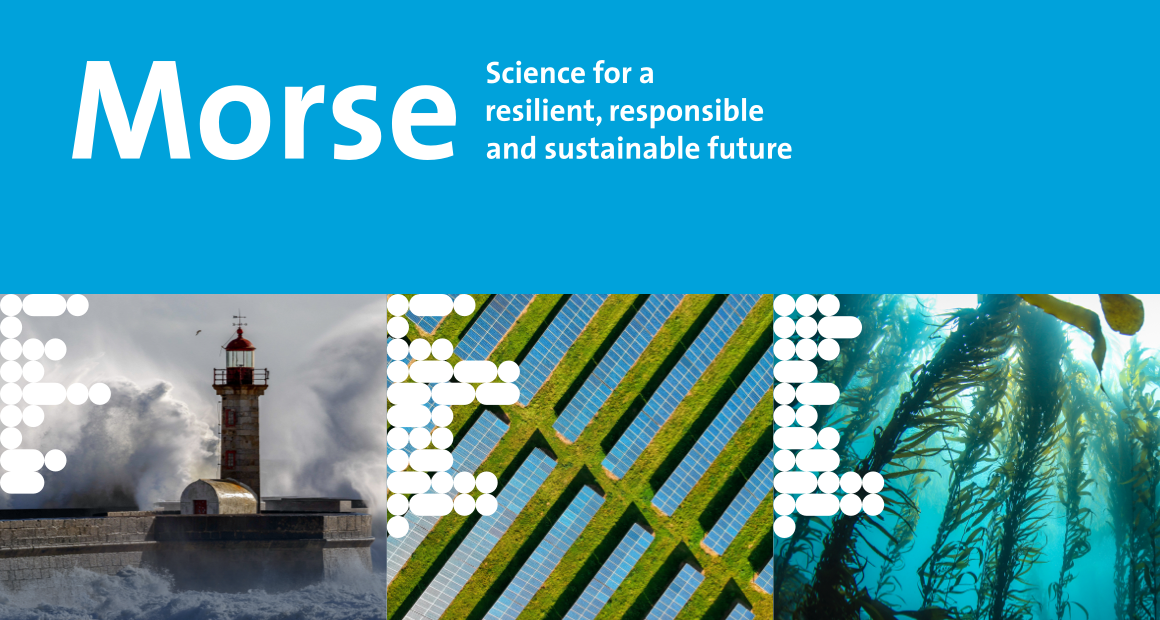 Morse
Science for a
resilient, responsible
and sustainable future